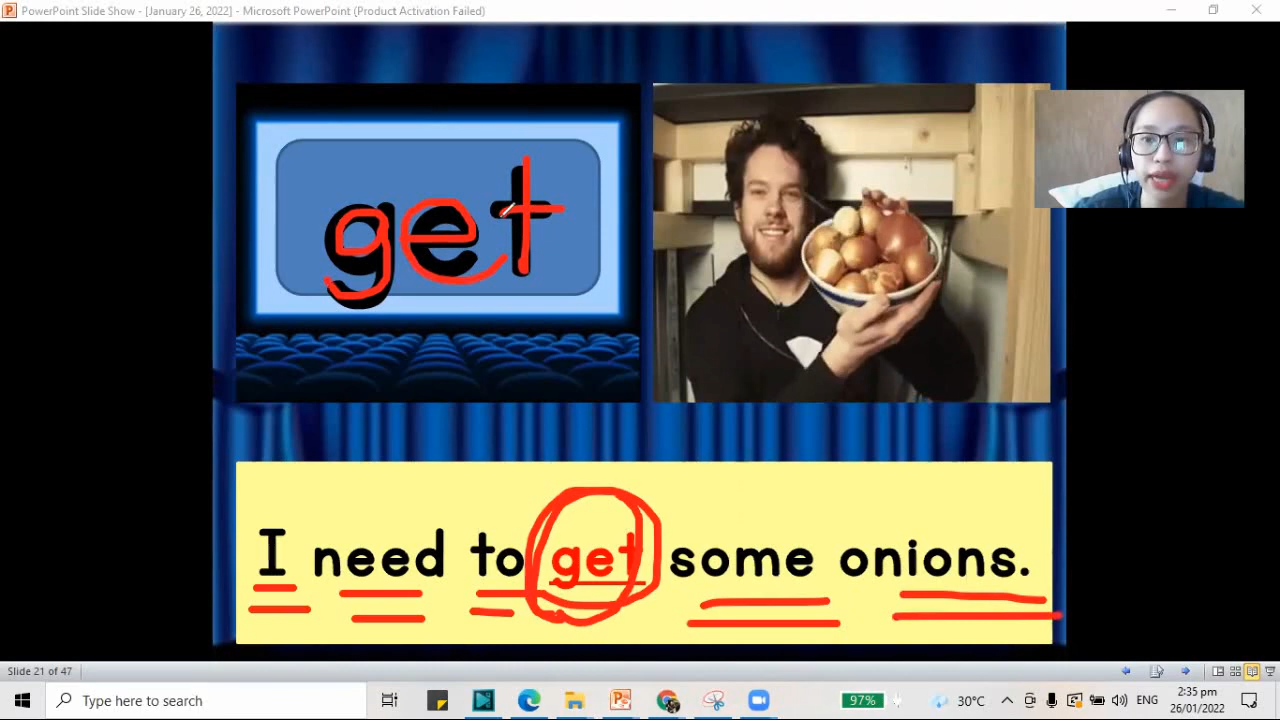 PowerPoint Slide Show - [January 26, 2022] - Microsoft PowerPoint (Product Activation Failed)
get
I need to get some onions.
Slide 21 of 47
Type here to search
97%
30°C
ENG
2:35 pm
26/01/2022